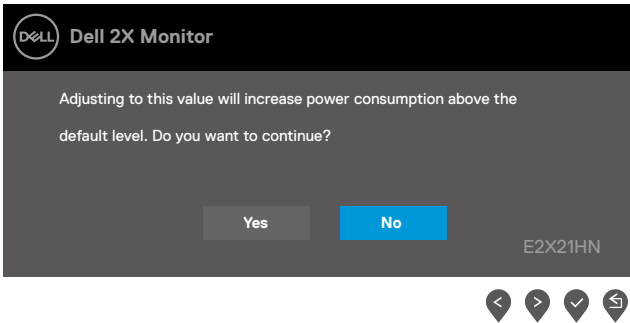 DELL Dell 2X Monitor
Adjusting to this value will increase power consumption above the
default level. Do you want to continue?
Yes No
E2X21HN